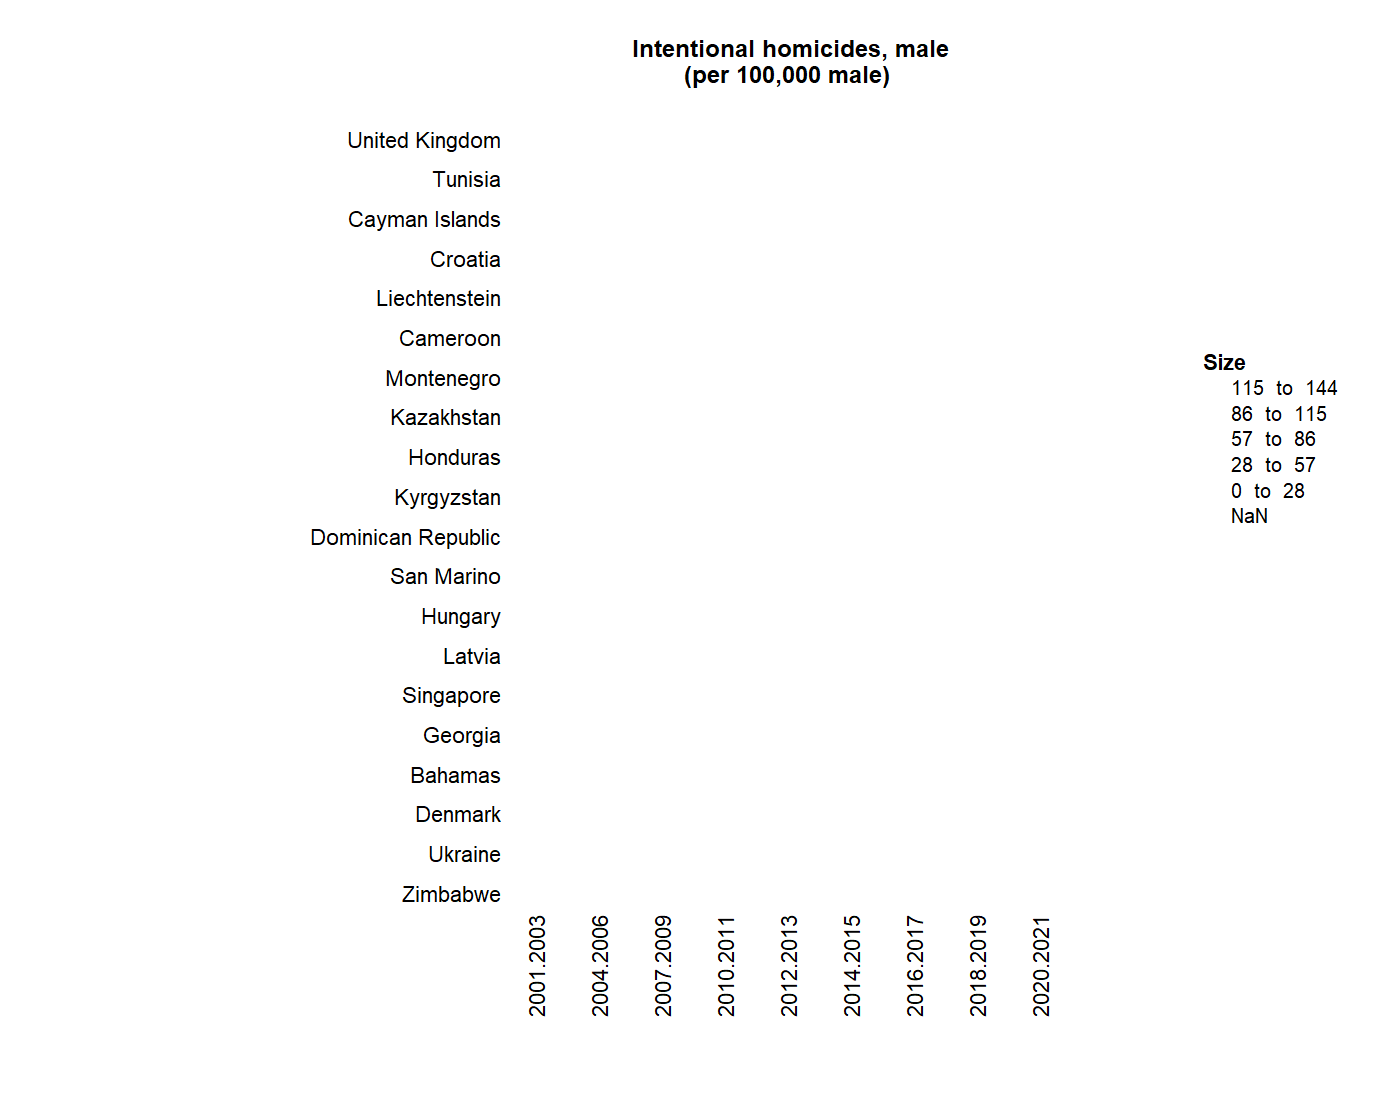 Intentional homicides, male
(per 100,000 male)
United Kingdom
Tunisia
Cayman Islands
Croatia
Liechtenstein
Cameroon
Montenegro
Kazakhstan
Honduras
Kyrgyzstan
Dominican Republic
San Marino
Hungary
Latvia
Singapore
Georgia
Bahamas
Denmark
Ukraine
Zimbabwe
2001.2003
2004.2006
2007.2009
2010.2011
2012.2013
2014.2015
2016.2017
2018.2019
2020.2021
Size
115 to 144
86 to 115
57 to 86
28 to 57
0 to 28
NaN